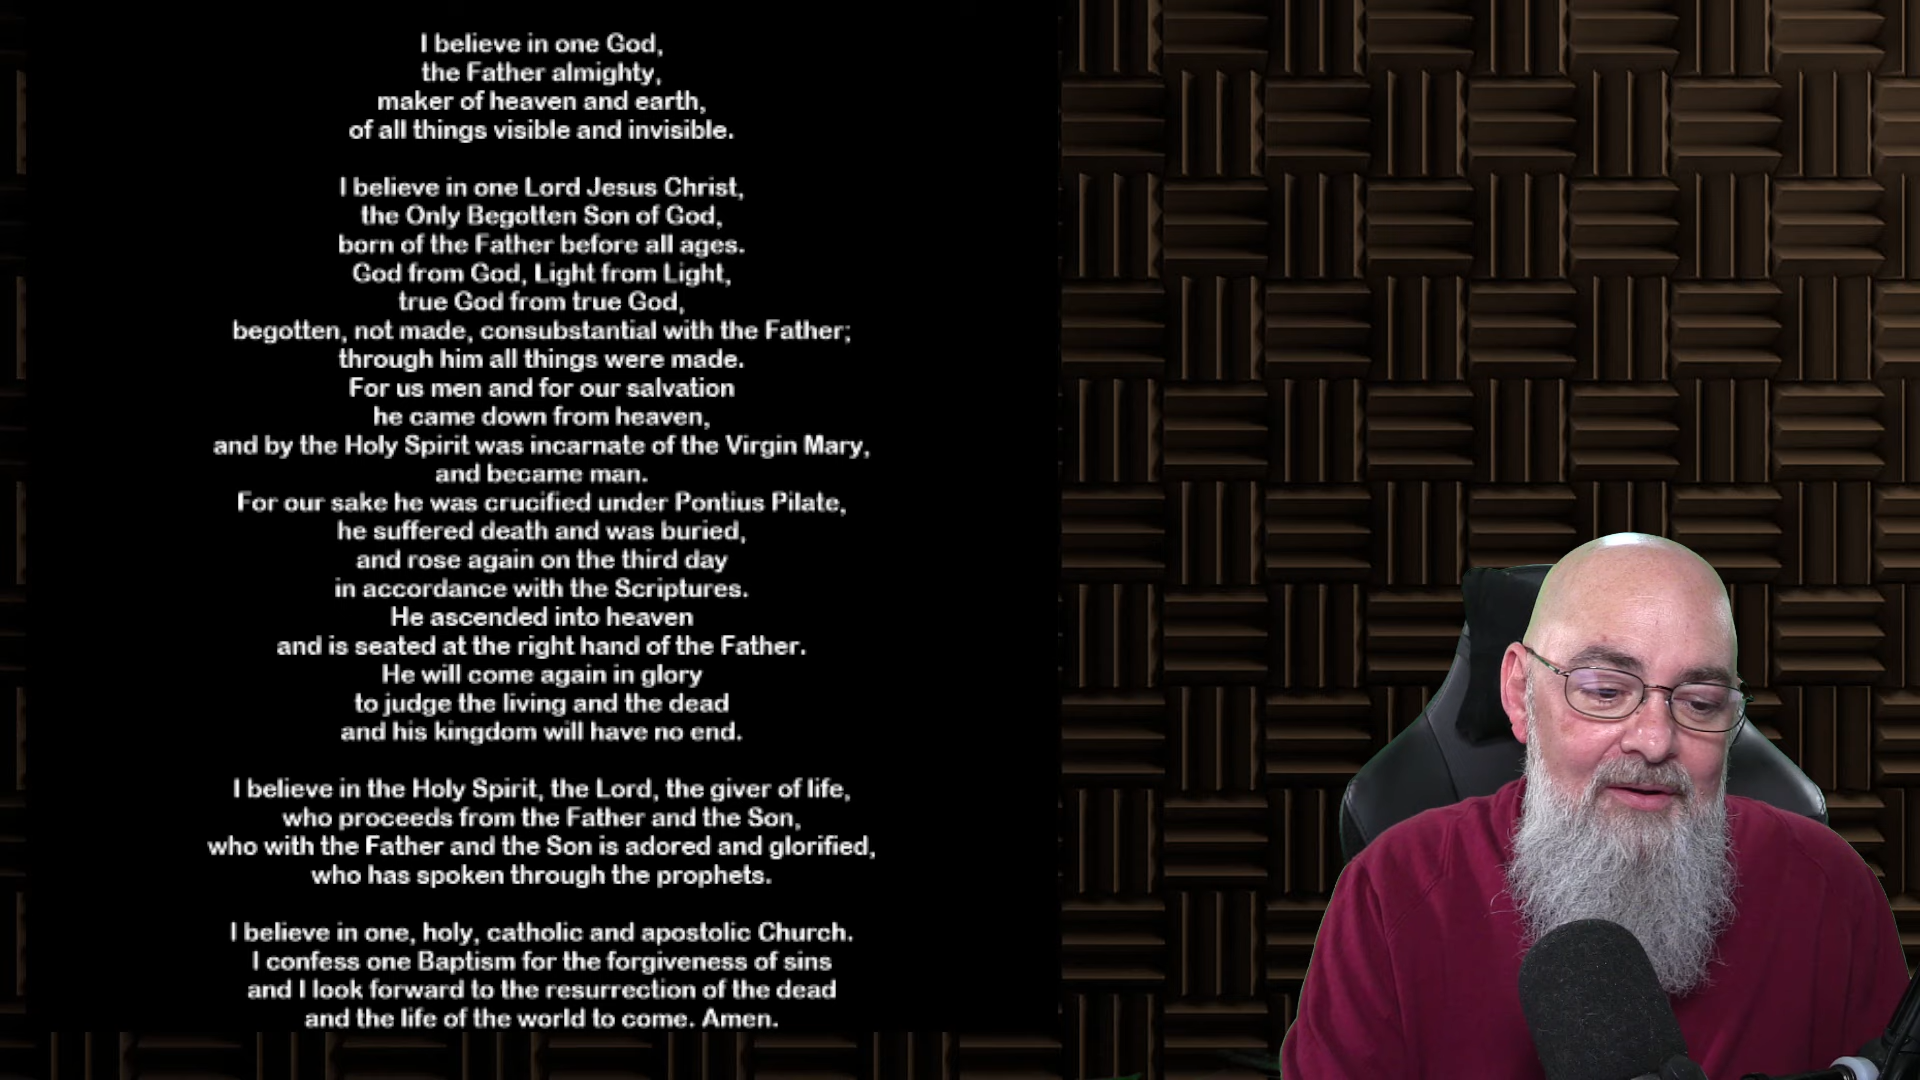 I believe in one God,
the Father almighty,
maker of heaven and earth,
of all things visible and invisible.
I believe in one Lord Jesus Christ,
the Only Begotten Son of God,
born of the Father before all ages.
God from God, Light from Light,
true God from true God,
begotten, not made, consubstantial with the Father;
through him all things were made.
For us men and for our salvation
he came down from heaven,
and by the Holy Spirit was incarnate of the Virgin Mary,
and became man.
For our sake he was crucified under Pontius Pilate,
he suffered death and was buried,
and rose again on the third day
in accordance with the Scriptures.
He ascended into heaven
and is seated at the right hand of the Father.
He will come again in glory
to judge the living and the dead
and his kingdom will have no end.
I believe in the Holy Spirit, the Lord, the giver of life,
who proceeds from the Father and the Son,
who with the Father and the Son is adored and glorified,
who has spoken through the prophets.
I believe in one, holy, catholic and apostolic Church.
I confess one Baptism for the forgiveness of sins
and I look forward to the resurrection of the dead
and the life of the world to come. Amen.